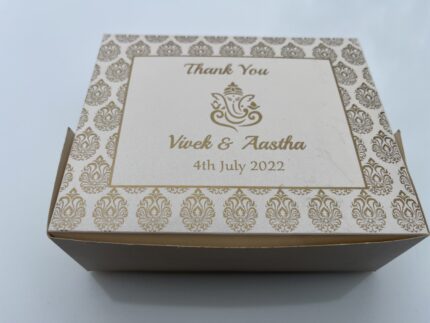 Thank You
Vivek & Aastha
4th July 2022